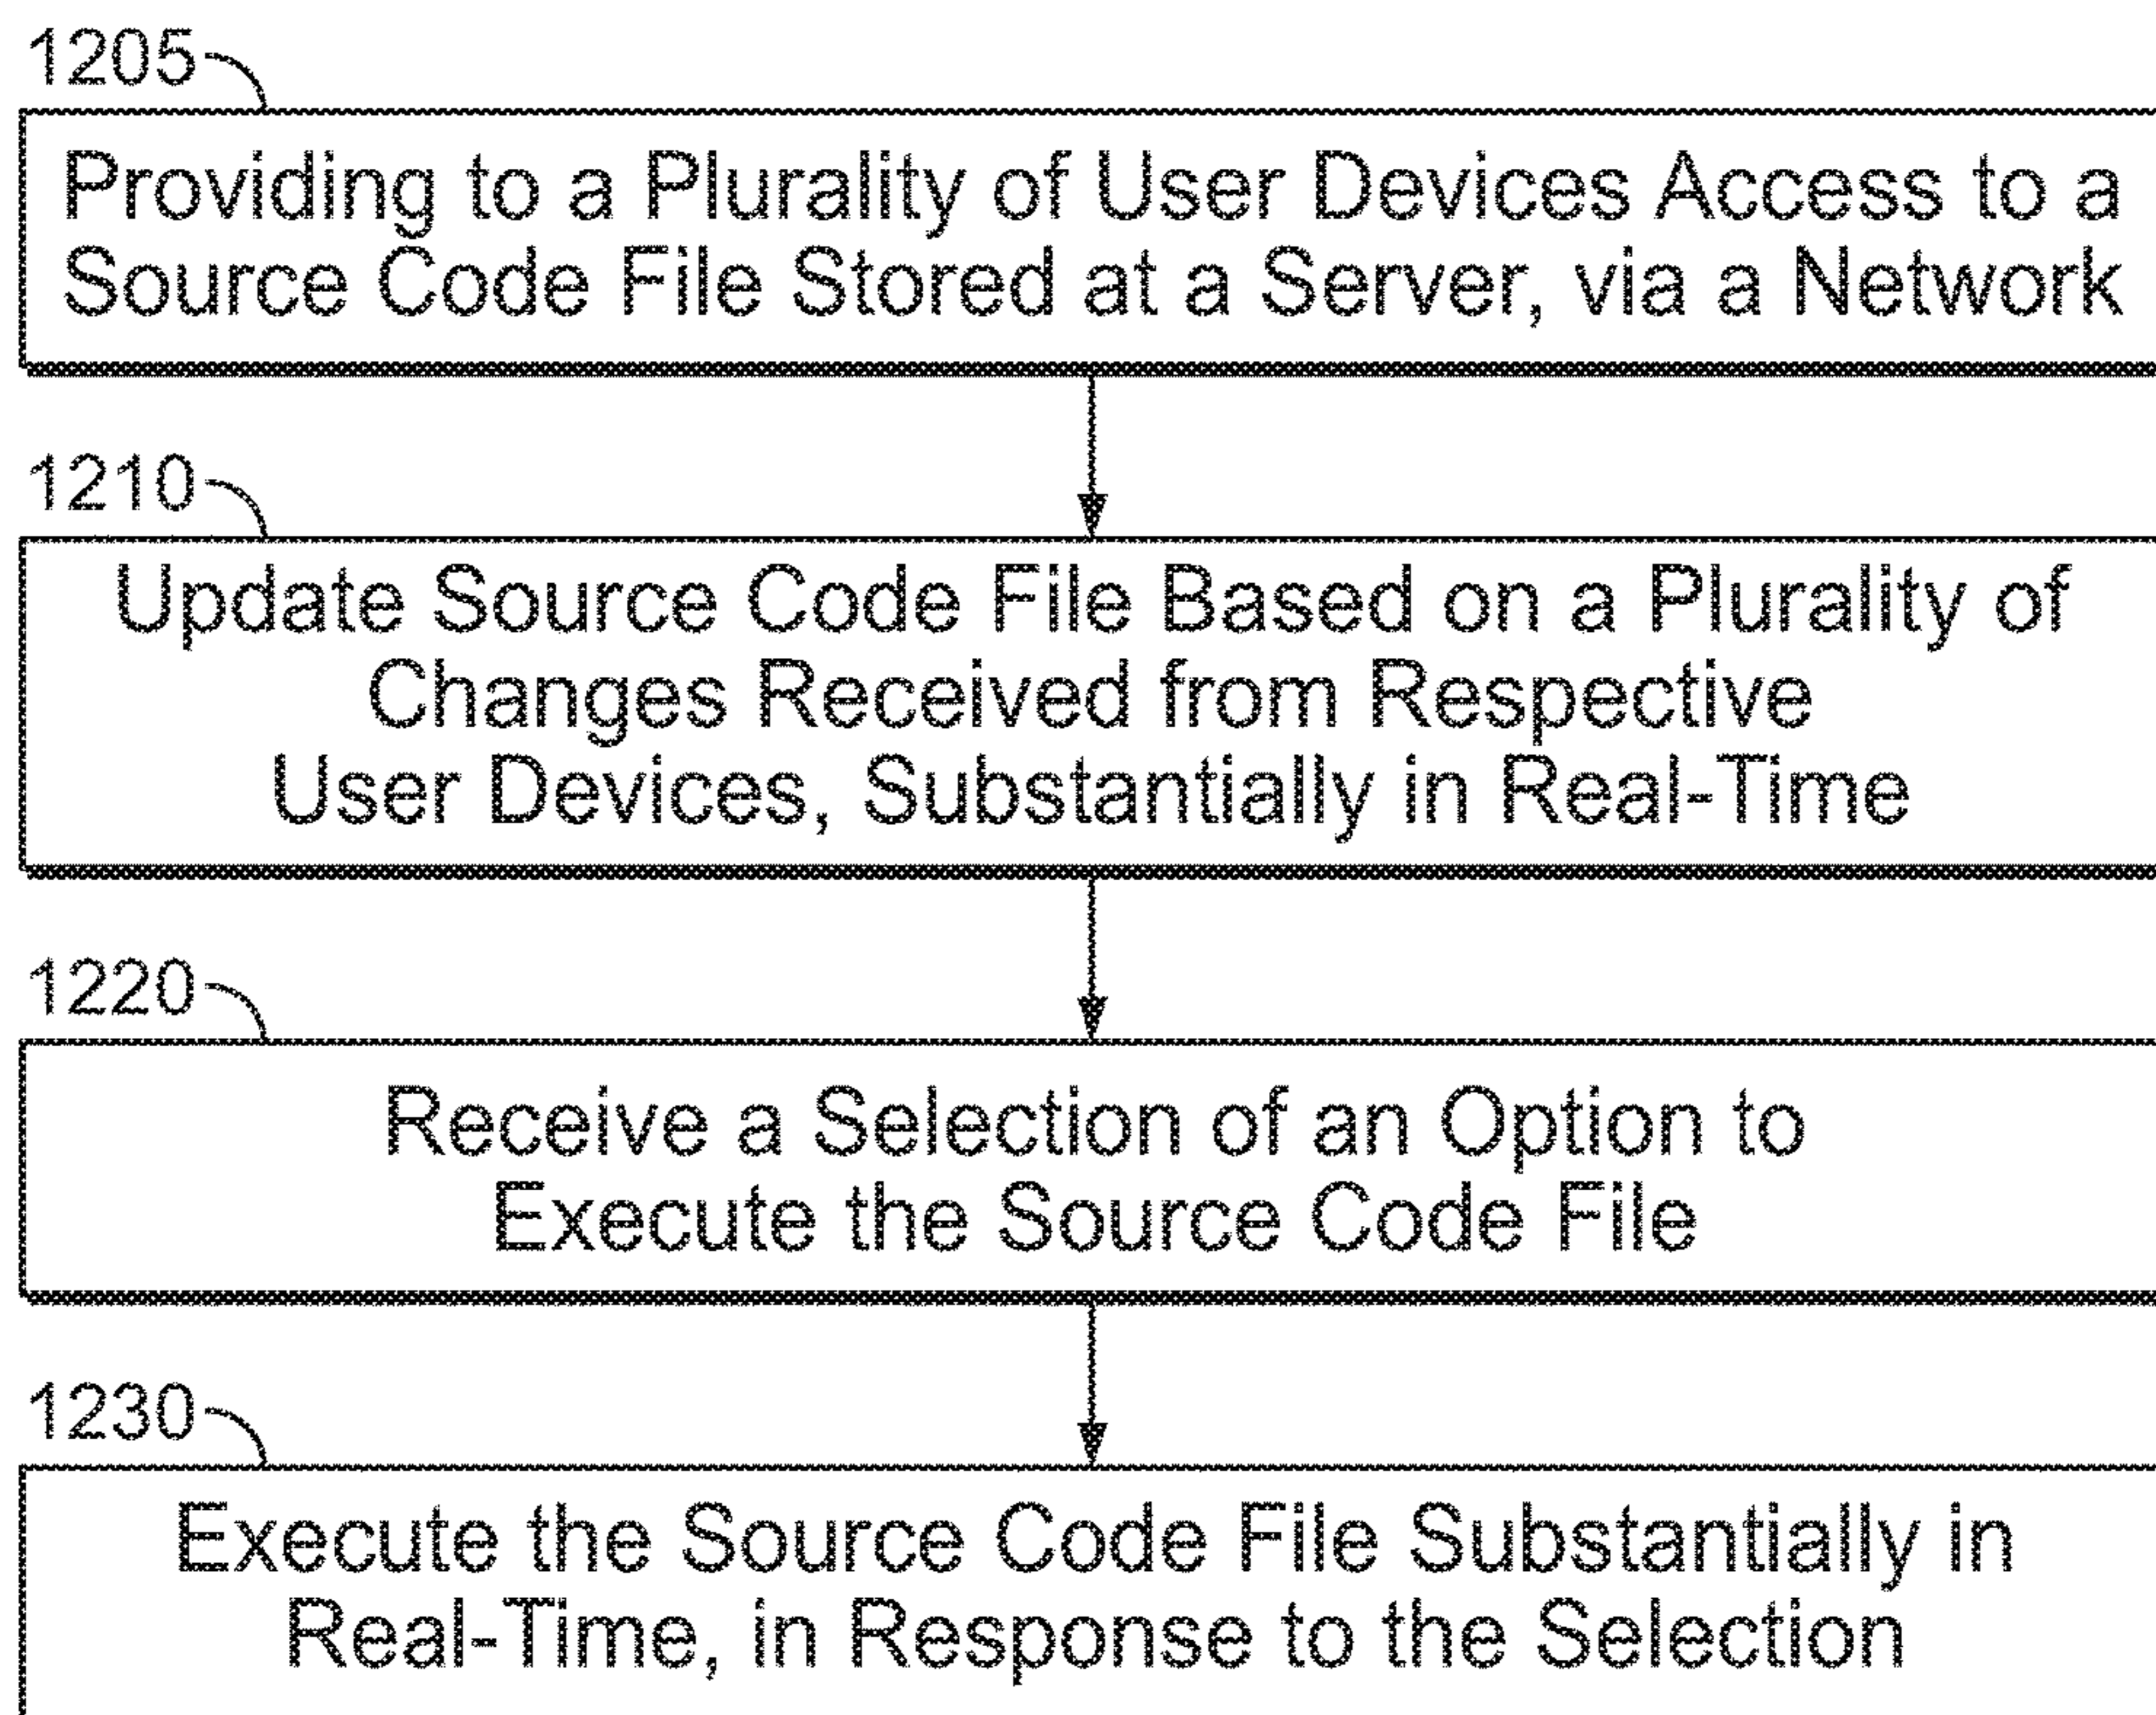 1205
Providing to a Plurality of User Devices Access to a
Source Code File Stored at a Server, via a Network
1210
Update Source Code File Based on a Plurality of
Changes Received from Respective
User Devices, Substantially in Real-Time
1220
Receive a Selection of an Option to
Execute the Source Code File
1230
Execute the Source Code File Substantially in
Real-Time, in Response to the Selection